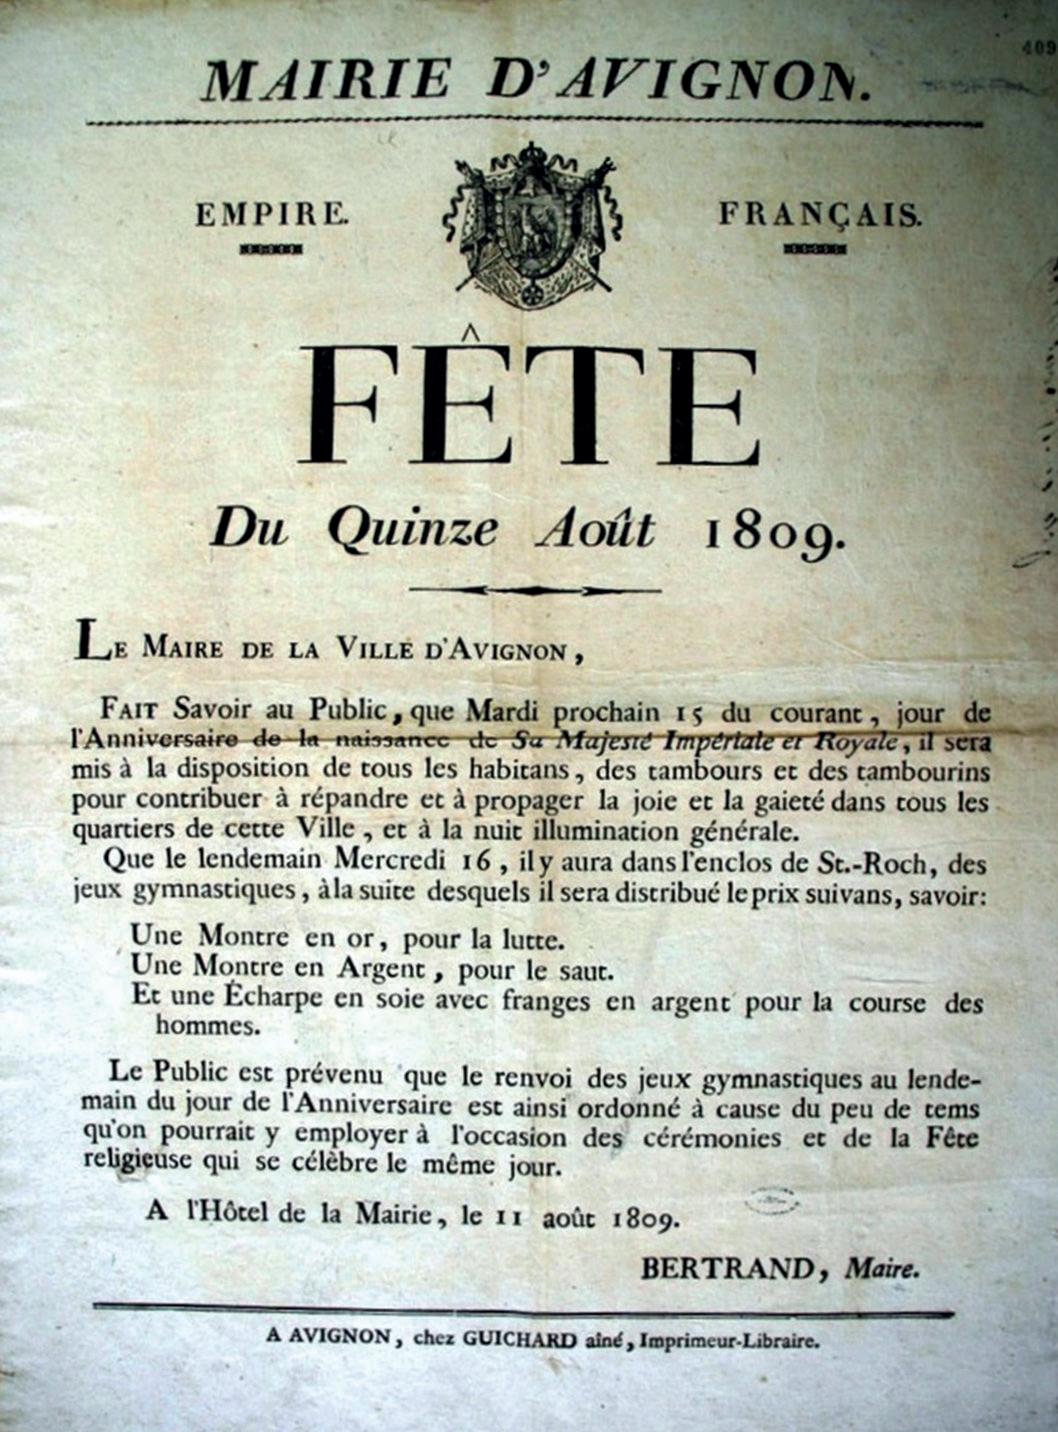 409
MAIRIE D'AVIGNON.
EMPIRE. FRANÇAIS.
FÊTE
Du Quinze Août 1809.
LE MAIRE DE LA VILLE D'AVIGNON,
FAIT Savoir au Public, que Mardi prochain 15 du courant, jour de
l'Anniversaire de la naissance de Sa Majesté Impériale et Royale, il sera
mis à la disposition de tous les habitans, des tambours et des tambourins
pour contribuer à répandre et à propager la joie et la gaieté dans tous les
quartiers de cette Ville, et à la nuit illumination générale.
Que le lendemain Mercredi 16, il y aura dans l'enclos de St.-Roch, des
jeux gymnastiques, à la suite desquels il sera distribué le prix suivans, savoir:
Une Montre en or, pour la lutte.
Une Montre en Argent, pour le saut.
Et une Écharpe en soie avec franges en argent pour la course des
hommes.
Le Public est prévenu que le renvoi des jeux gymnastiques au lende-
main du jour de l'Anniversaire est ainsi ordonné à cause du peu de tems
qu'on pourrait y employer à l'occasion des cérémonies et de la Fête
religieuse qui se célèbre le même jour.
A l'Hôtel de la Mairie, le 11 août 1809.
BERTRAND, Maire.
A AVIGNON, chez GUICHARD aîné, Imprimeur-Libraire.